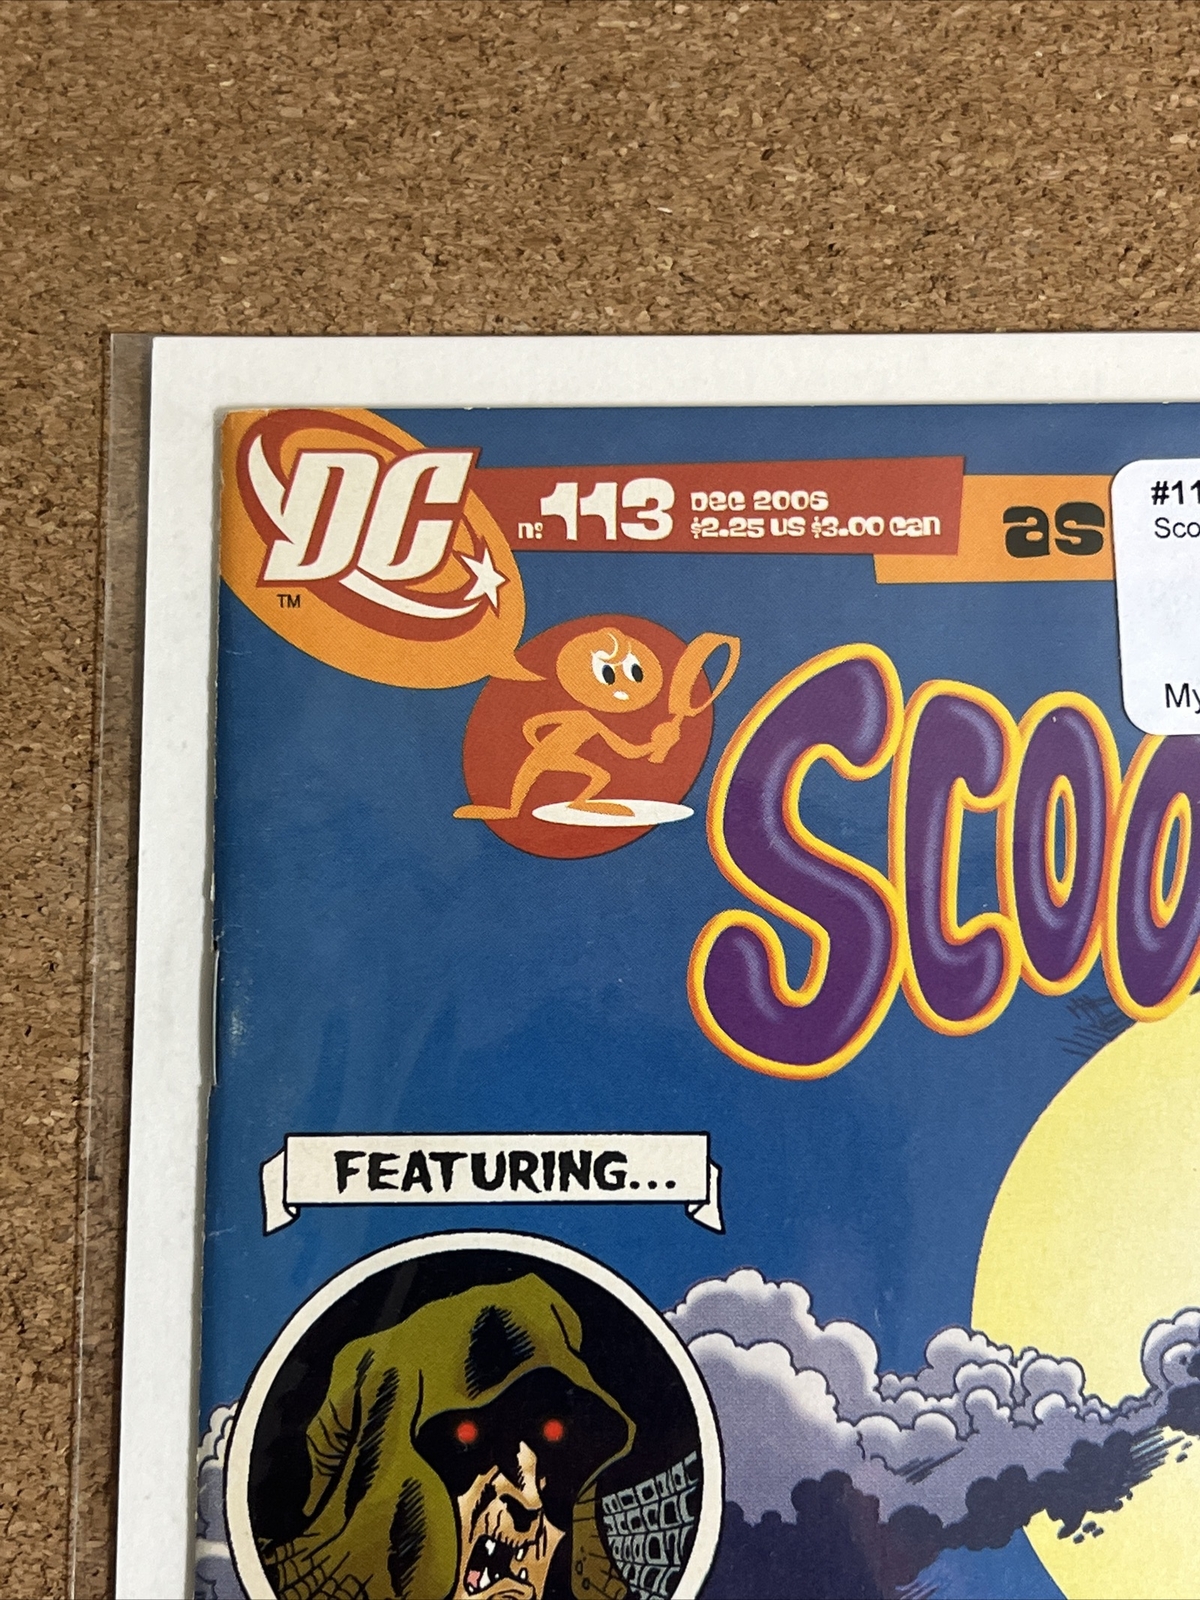 DC
TM
nº 113
Dec 2006
$2.25 US $3.00 can
as
#11
Sco
My
SCOO
FEATURING...